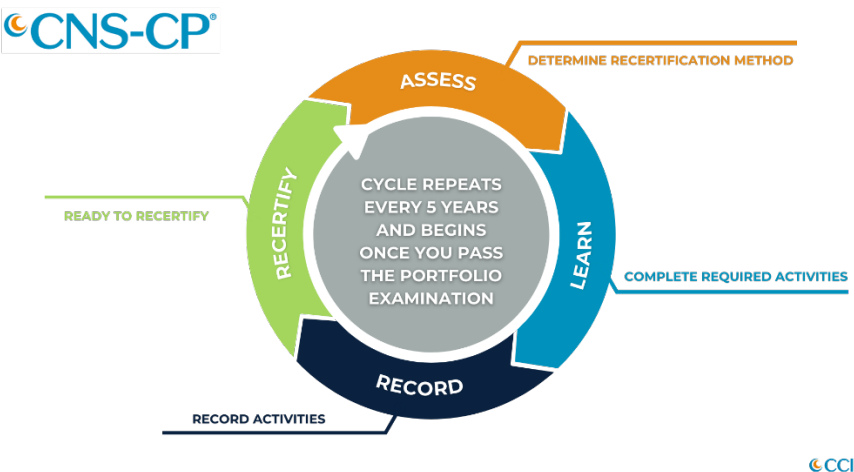 CNS-CP®
ASSESS
DETERMINE RECERTIFICATION METHOD
LEARN
COMPLETE REQUIRED ACTIVITIES
RECORD
RECORD ACTIVITIES
RECERTIFY
READY TO RECERTIFY
CYCLE REPEATS
EVERY 5 YEARS
AND BEGINS
ONCE YOU PASS
THE PORTFOLIO
EXAMINATION
CCI